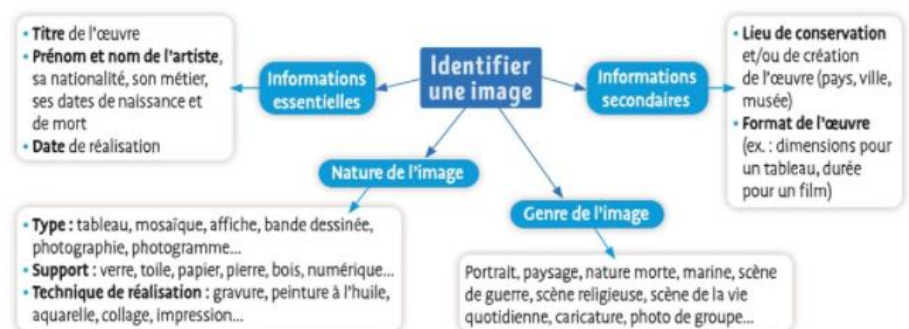 Identifier
une image
Informations
essentielles
• Titre de l'œuvre
• Prénom et nom de l'artiste,
sa nationalité, son métier,
ses dates de naissance et
de mort
• Date de réalisation
Informations
secondaires
• Lieu de conservation
et/ou de création
de l'œuvre (pays, ville,
musée)
• Format de l'œuvre
(ex. : dimensions pour
un tableau, durée
pour un film)
Nature de l'image
• Type : tableau, mosaïque, affiche, bande dessinée,
photographie, photogramme...
• Support : verre, toile, papier, pierre, bois, numérique...
• Technique de réalisation : gravure, peinture à l'huile,
aquarelle, collage, impression...
Genre de l'image
Portrait, paysage, nature morte, marine, scène
de guerre, scène religieuse, scène de la vie
quotidienne, caricature, photo de groupe...